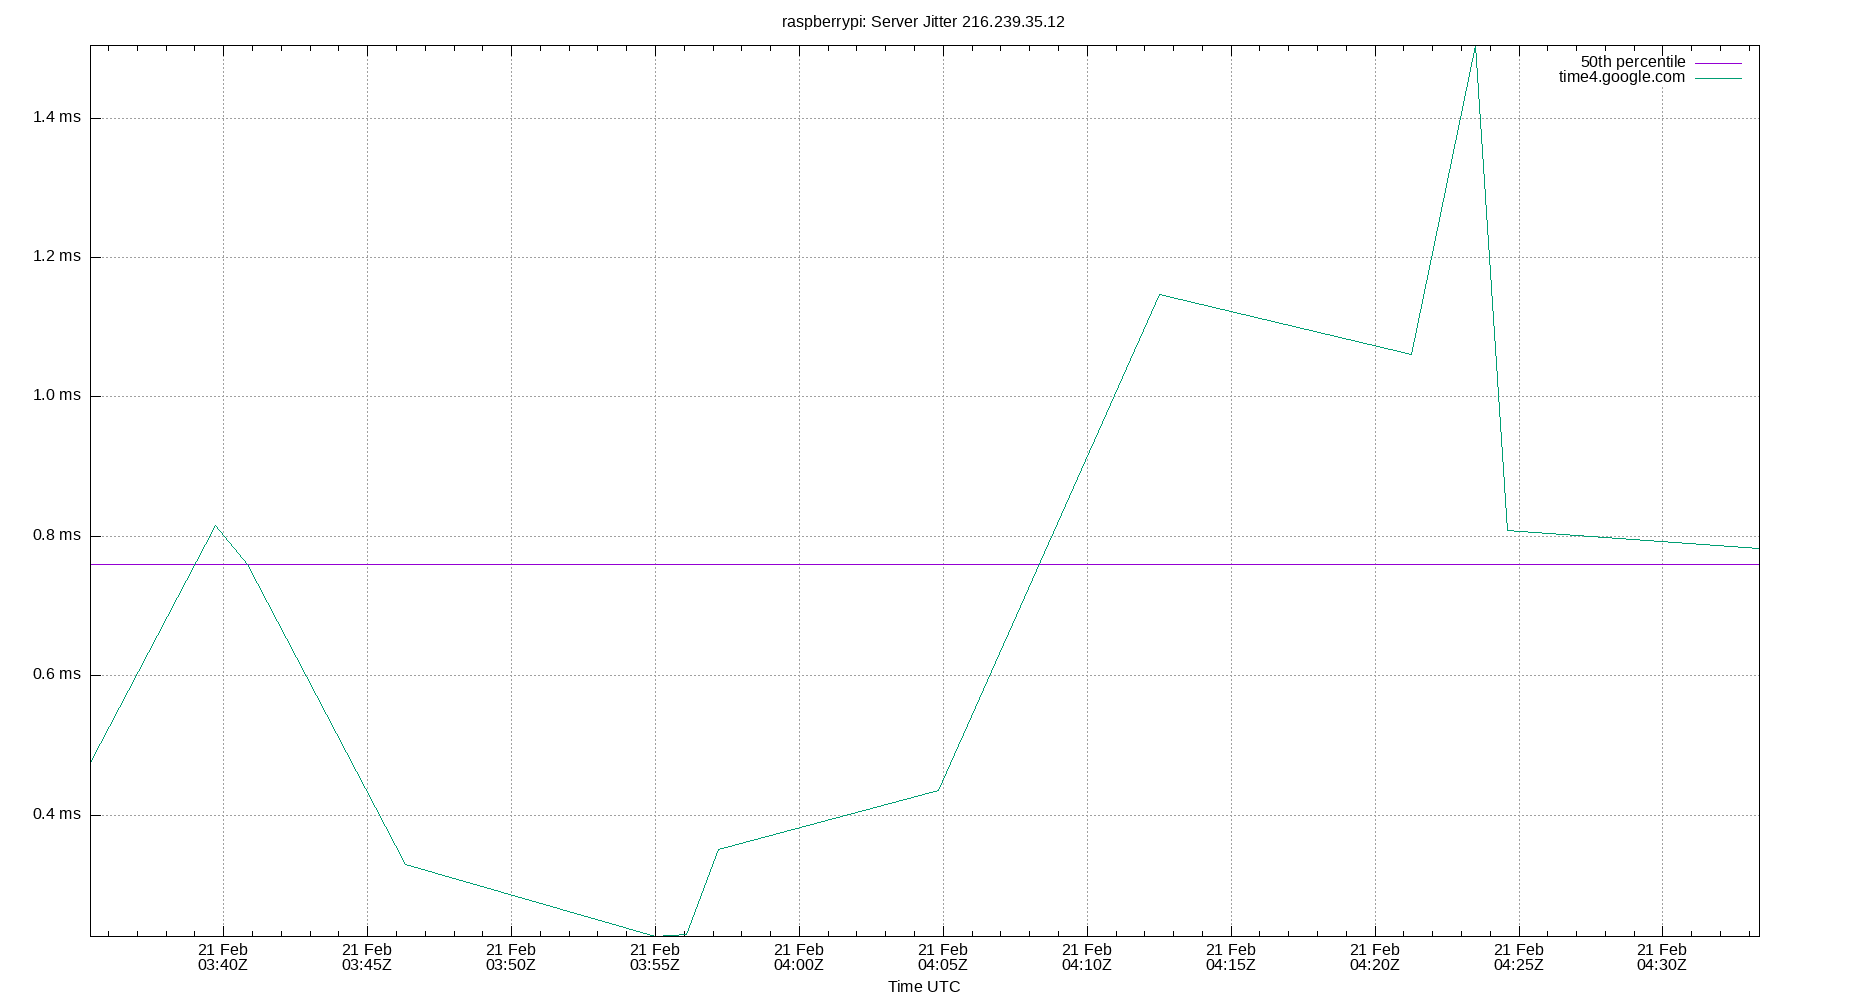 raspberrypi: Server Jitter 216.239.35.12
50th percentile
time4.google.com
1.4 ms
1.2 ms
1.0 ms
0.8 ms
0.6 ms
0.4 ms
21 Feb 21 Feb 21 Feb 21 Feb 21 Feb 21 Feb 21 Feb 21 Feb 21 Feb 21 Feb 21 Feb
03:40Z 03:45Z 03:50Z 03:55Z 04:00Z 04:05Z 04:10Z 04:15Z 04:20Z 04:25Z 04:30Z
Time UTC